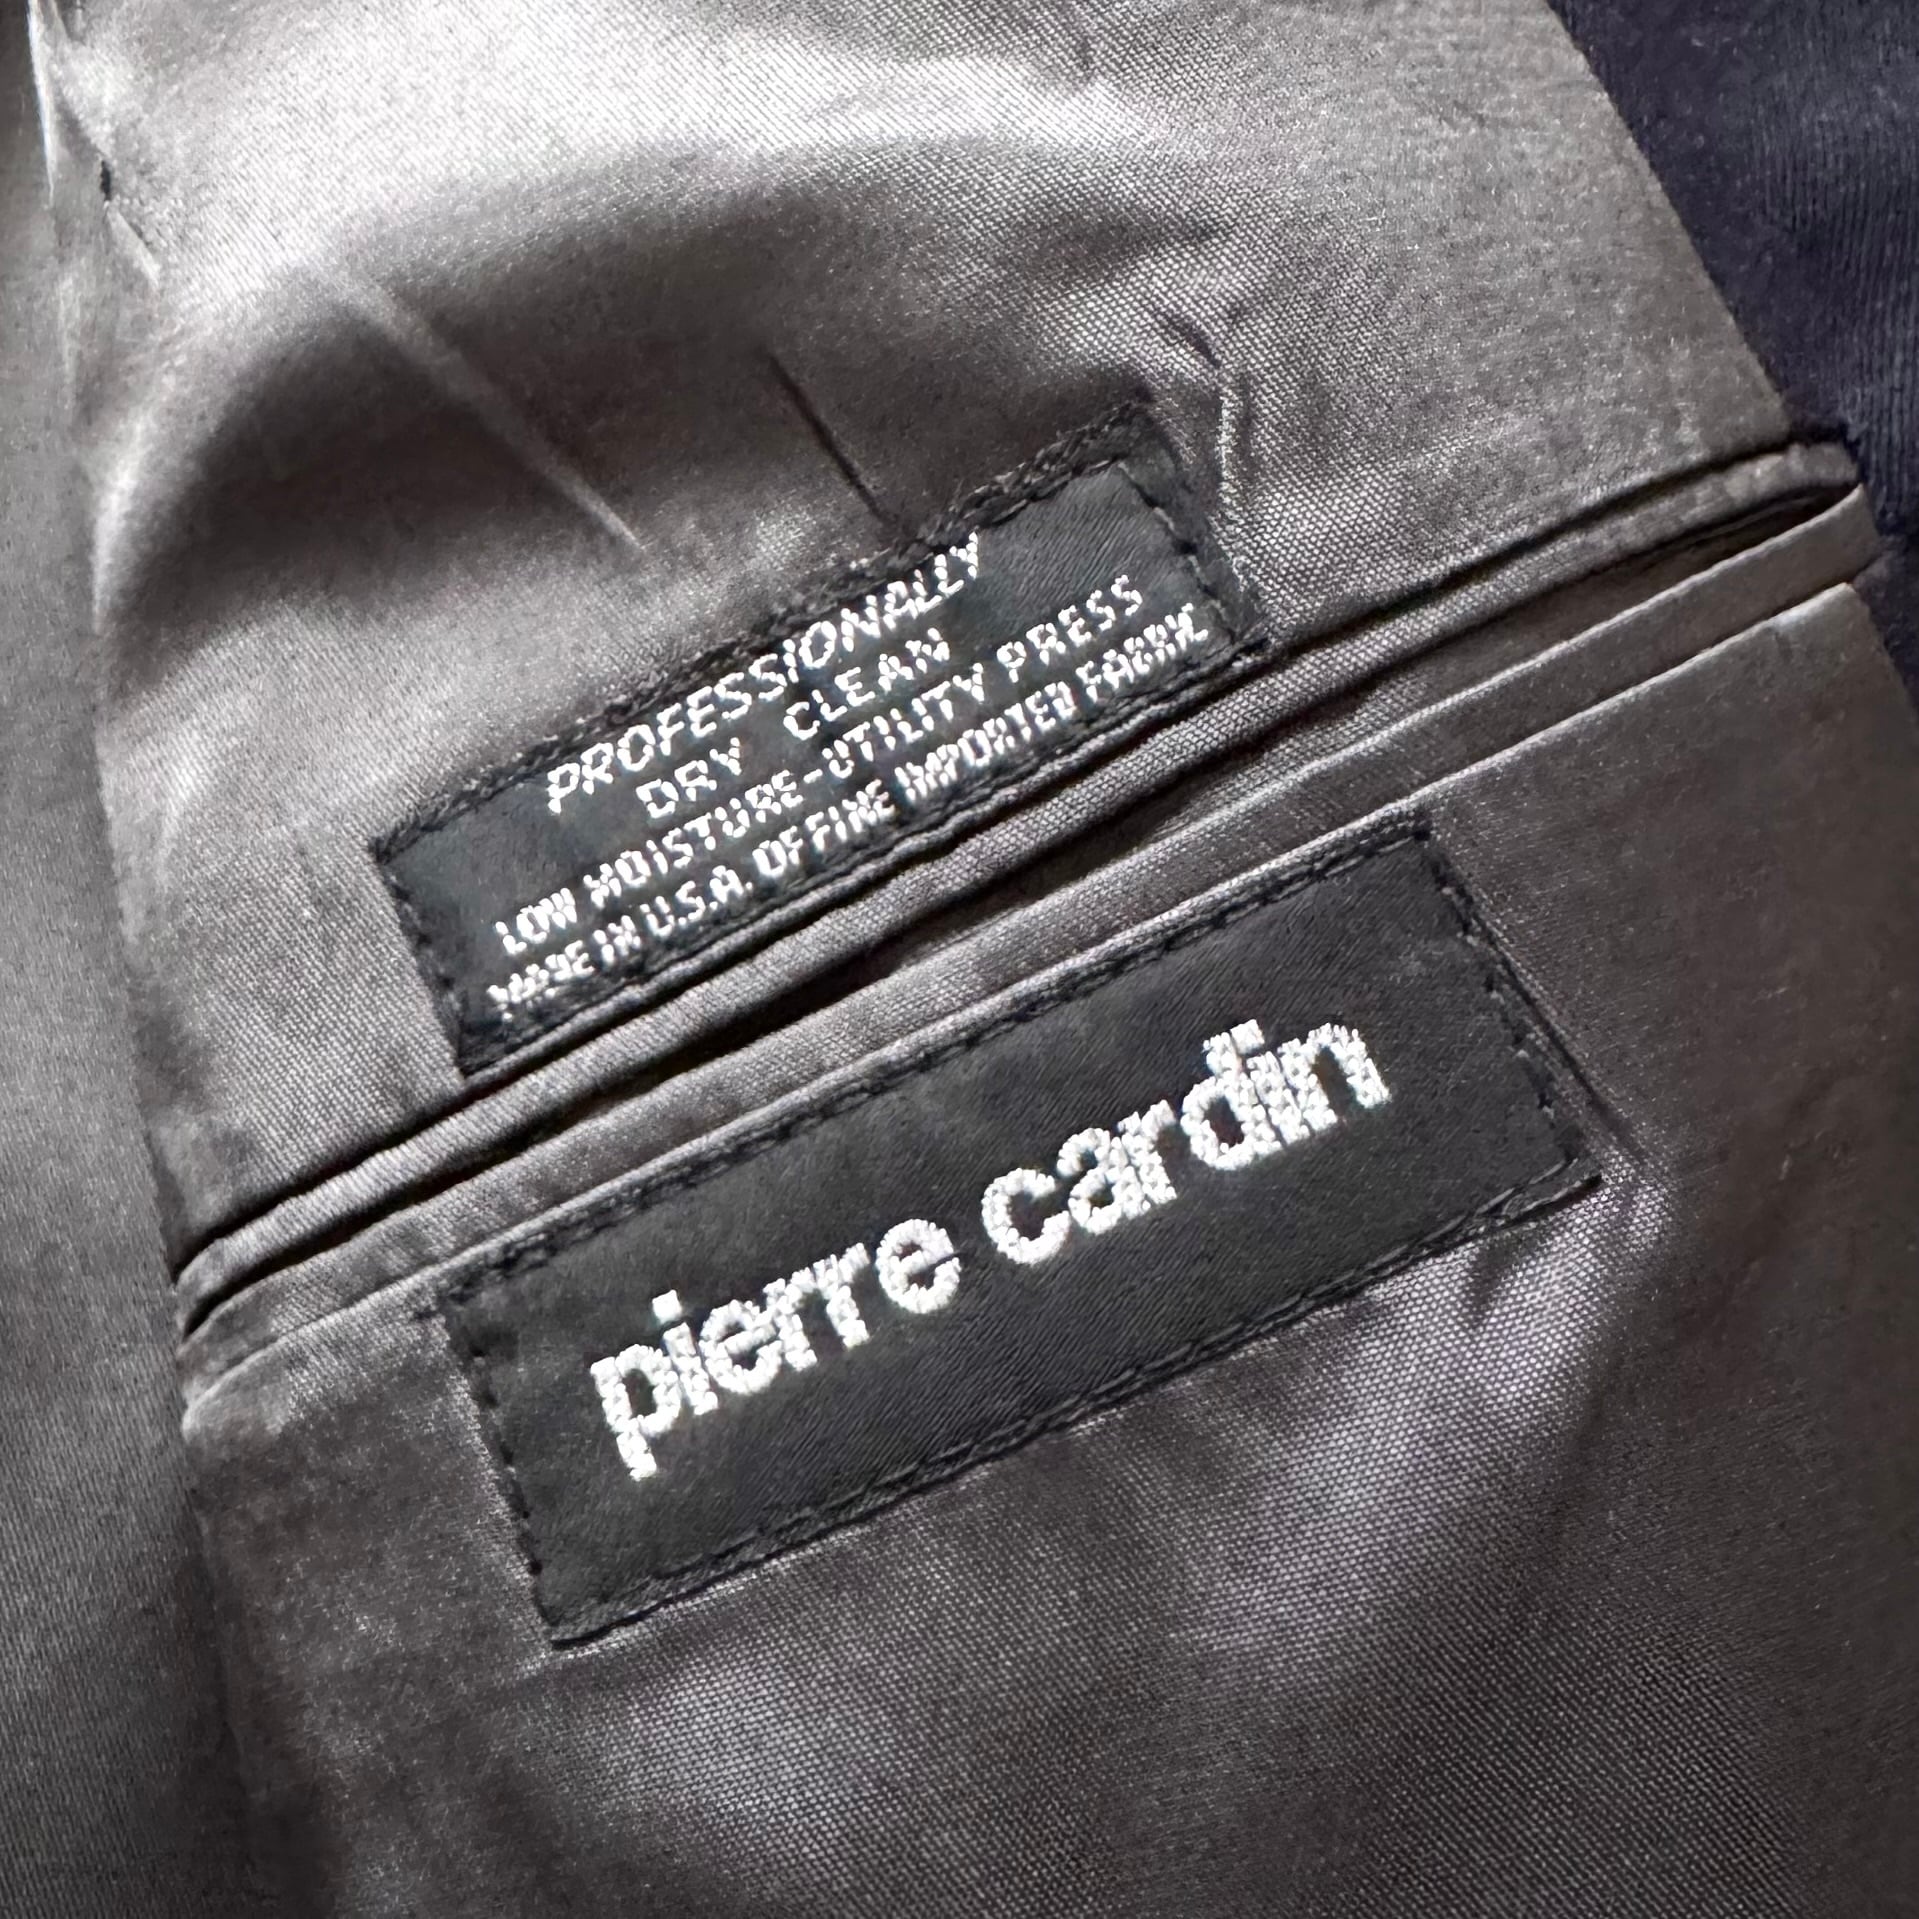 PROFESSIONALLY
DRY CLEAN
LOW MOISTURE-UTILITY PRESS
MADE IN U.S.A. OF FINE IMPORTED FABRIC
pierre cardin